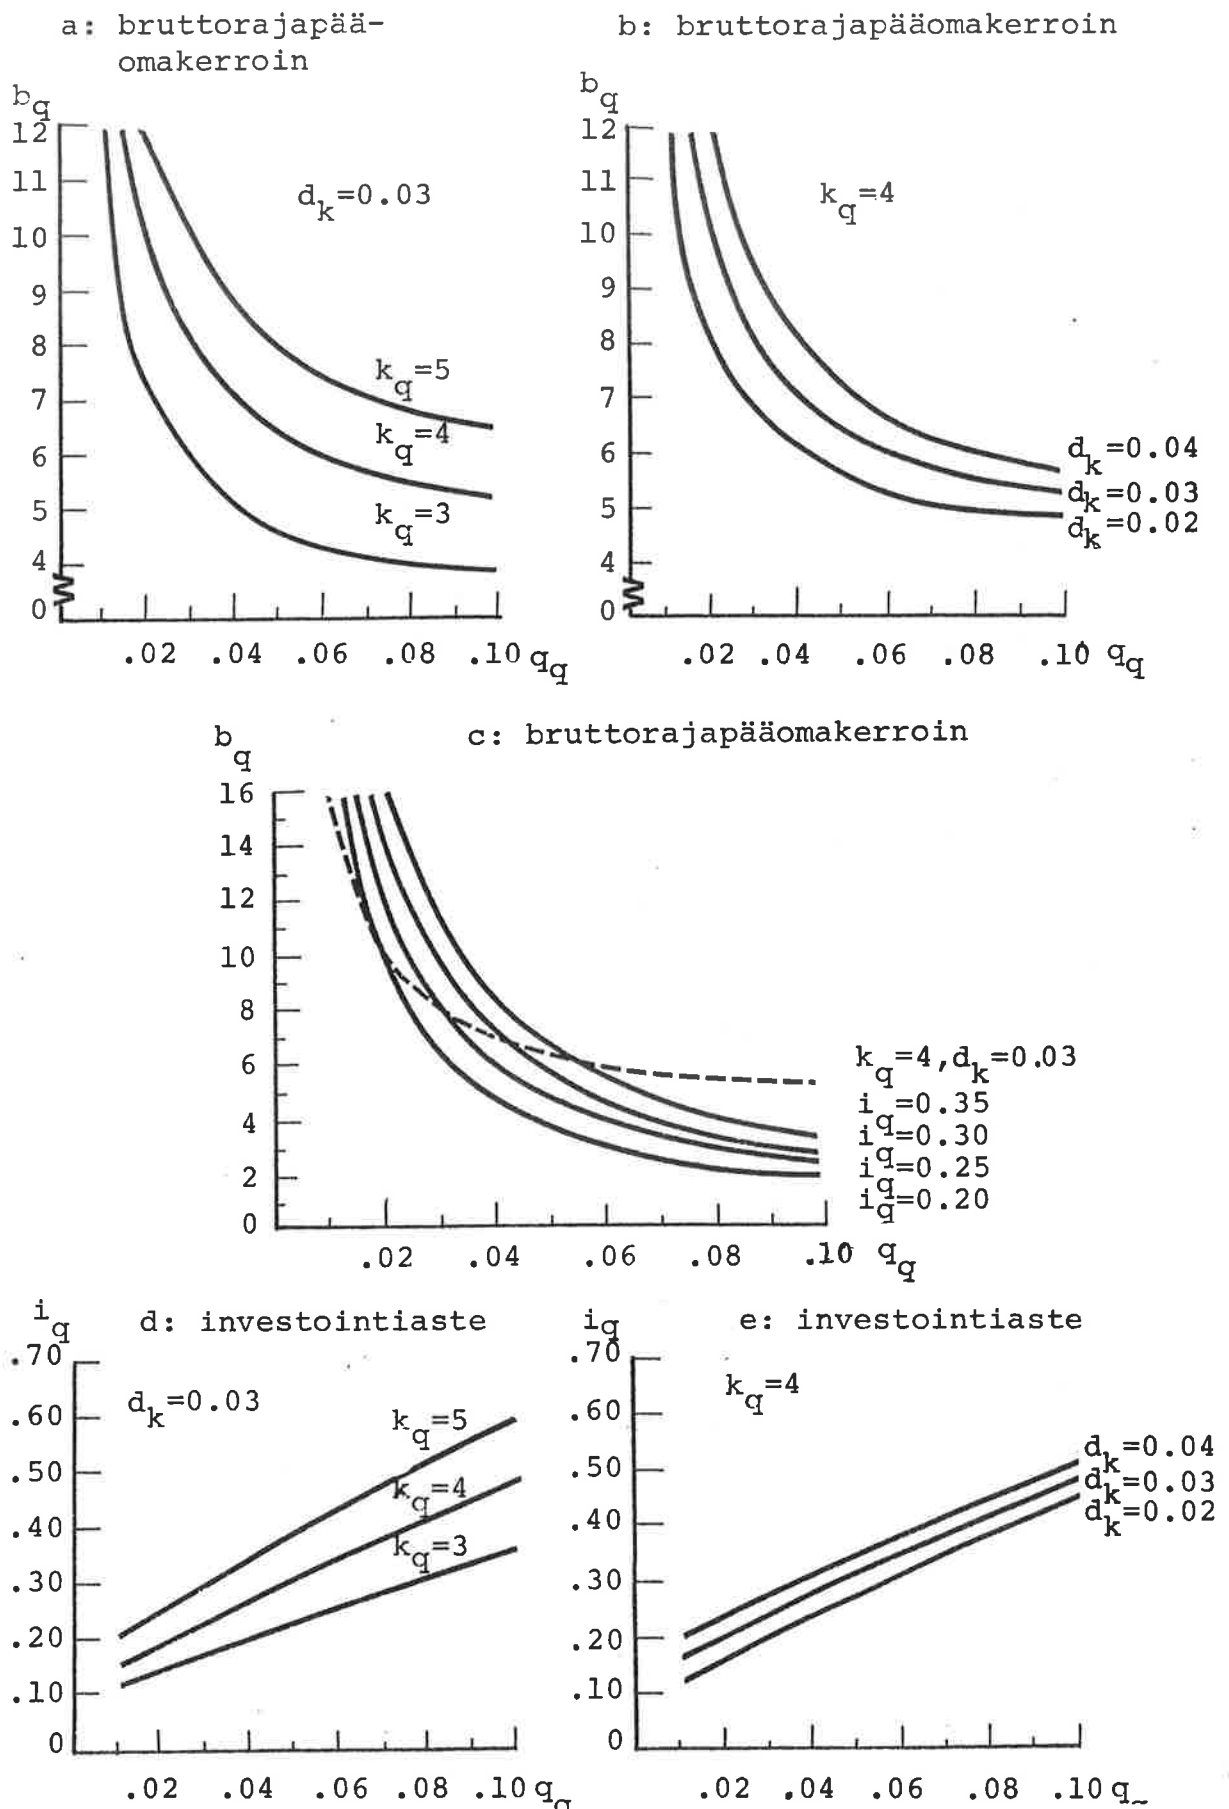 a: bruttorajapää-
omakerroin
b_q
12
11
10
9
8
7
6
5
4
0
d_k=0.03
k_q=5
k_q=4
k_q=3
.02 .04 .06 .08 .10 q_q
b: bruttorajapääomakerroin
b_q
12
11
10
9
8
7
6
5
4
0
k_q=4
d_k=0.04
d_k=0.03
d_k=0.02
.02 .04 .06 .08 .10 q_q
c: bruttorajapääomakerroin
b_q
16
14
12
10
8
6
4
2
0
k_q=4,d_k=0.03
i_q=0.35
i_q=0.30
i_q=0.25
i_q=0.20
.02 .04 .06 .08 .10 q_q
d: investointiaste
i_q
.70
.60
.50
.40
.30
.20
.10
0
d_k=0.03
k_q=5
k_q=4
k_q=3
.02 .04 .06 .08 .10 q_q
e: investointiaste
i_q
.70
.60
.50
.40
.30
.20
.10
0
k_q=4
d_k=0.04
d_k=0.03
d_k=0.02
.02 .04 .06 .08 .10 q_q